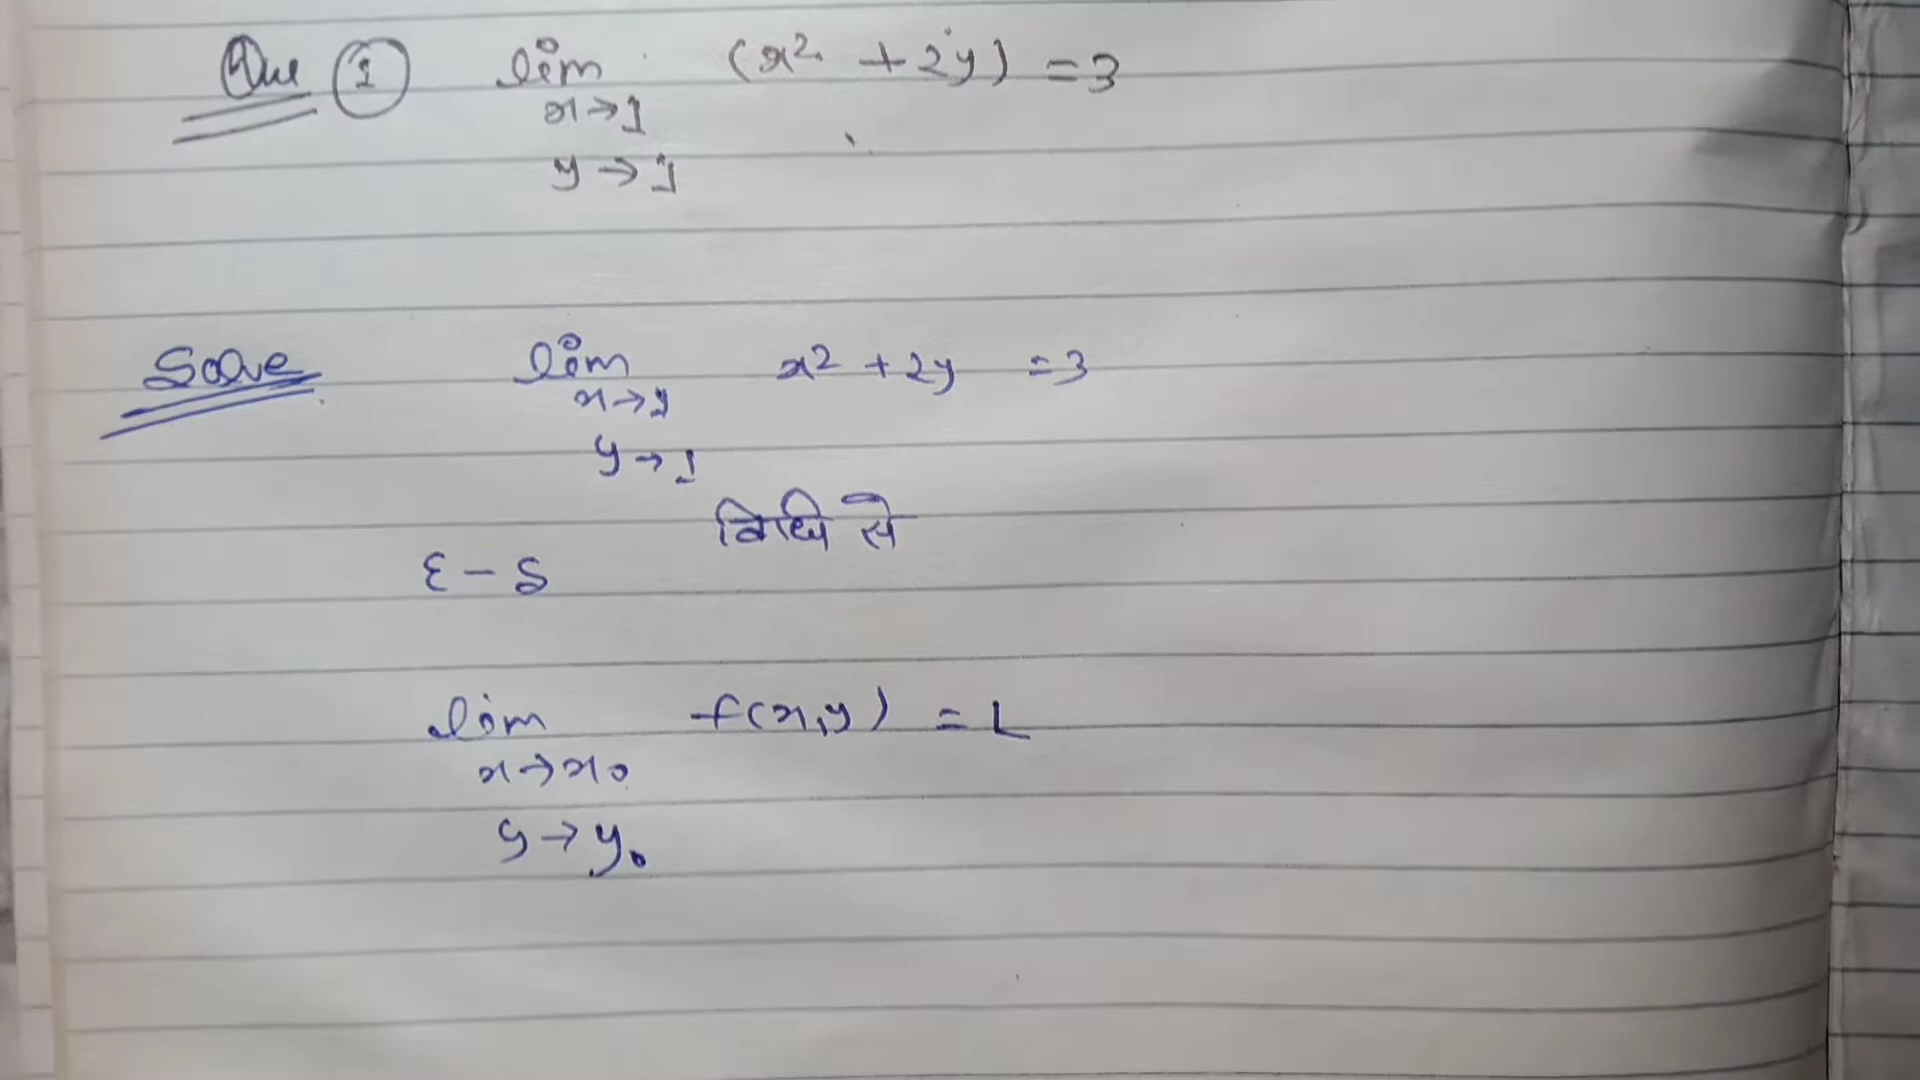 Que ① lim (x² + 2y) = 3
x→1
y→1
Solve lim x² + 2y = 3
x→1
y→1
विधि से
ε - δ
lim f(x,y) = L
x→x₀
y→y₀